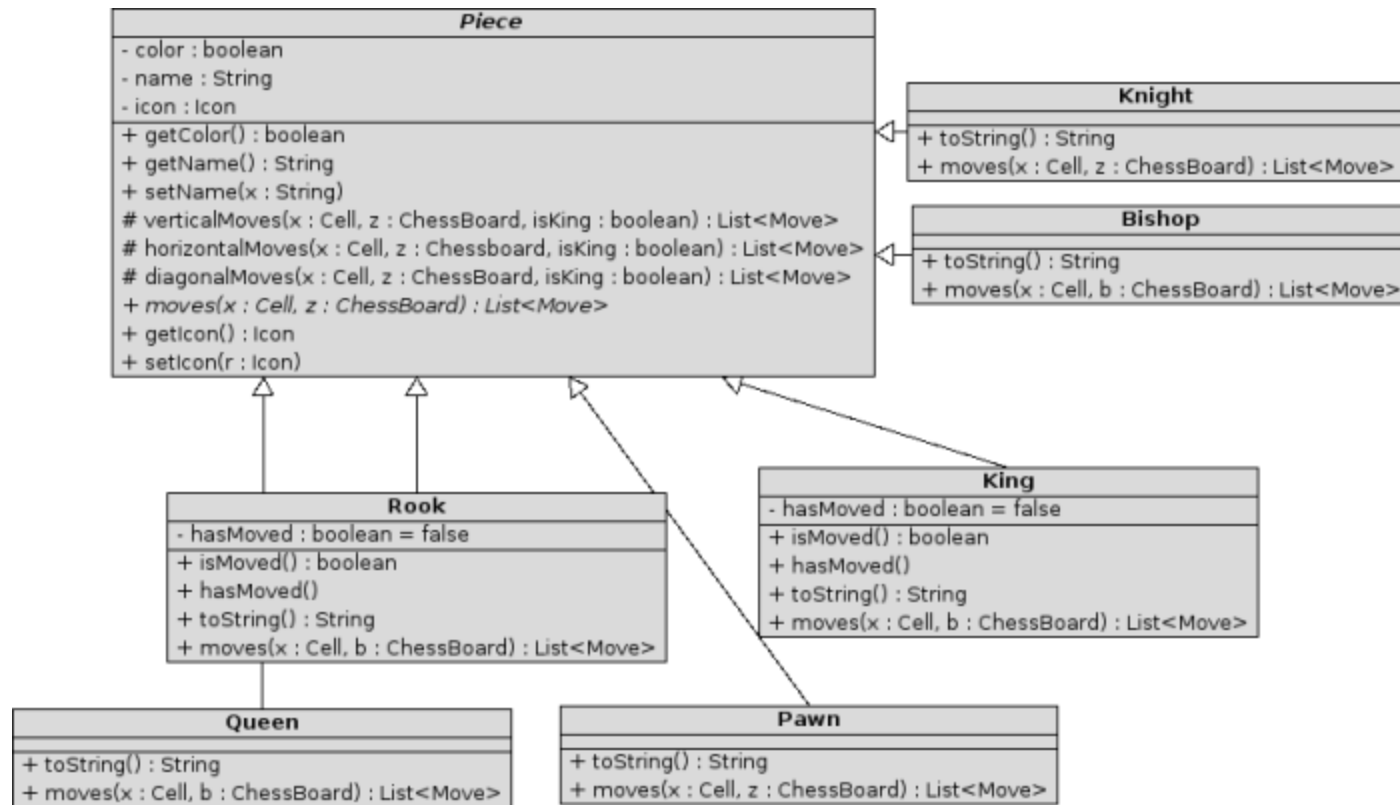 Piece
- color : boolean
- name : String
- icon : Icon
+ getColor() : boolean
+ getName() : String
+ setName(x : String)
# verticalMoves(x : Cell, z : ChessBoard, isKing : boolean) : List<Move>
# horizontalMoves(x : Cell, z : Chessboard, isKing : boolean) : List<Move>
# diagonalMoves(x : Cell, z : ChessBoard, isKing : boolean) : List<Move>
+ moves(x : Cell, z : ChessBoard) : List<Move>
+ getIcon() : Icon
+ setIcon(r : Icon)
Knight
+ toString() : String
+ moves(x : Cell, z : ChessBoard) : List<Move>
Bishop
+ toString() : String
+ moves(x : Cell, b : ChessBoard) : List<Move>
Rook
- hasMoved : boolean = false
+ isMoved() : boolean
+ hasMoved()
+ toString() : String
+ moves(x : Cell, b : ChessBoard) : List<Move>
King
- hasMoved : boolean = false
+ isMoved() : boolean
+ hasMoved()
+ toString() : String
+ moves(x : Cell, b : ChessBoard) : List<Move>
Queen
+ toString() : String
+ moves(x : Cell, b : ChessBoard) : List<Move>
Pawn
+ toString() : String
+ moves(x : Cell, z : ChessBoard) : List<Move>